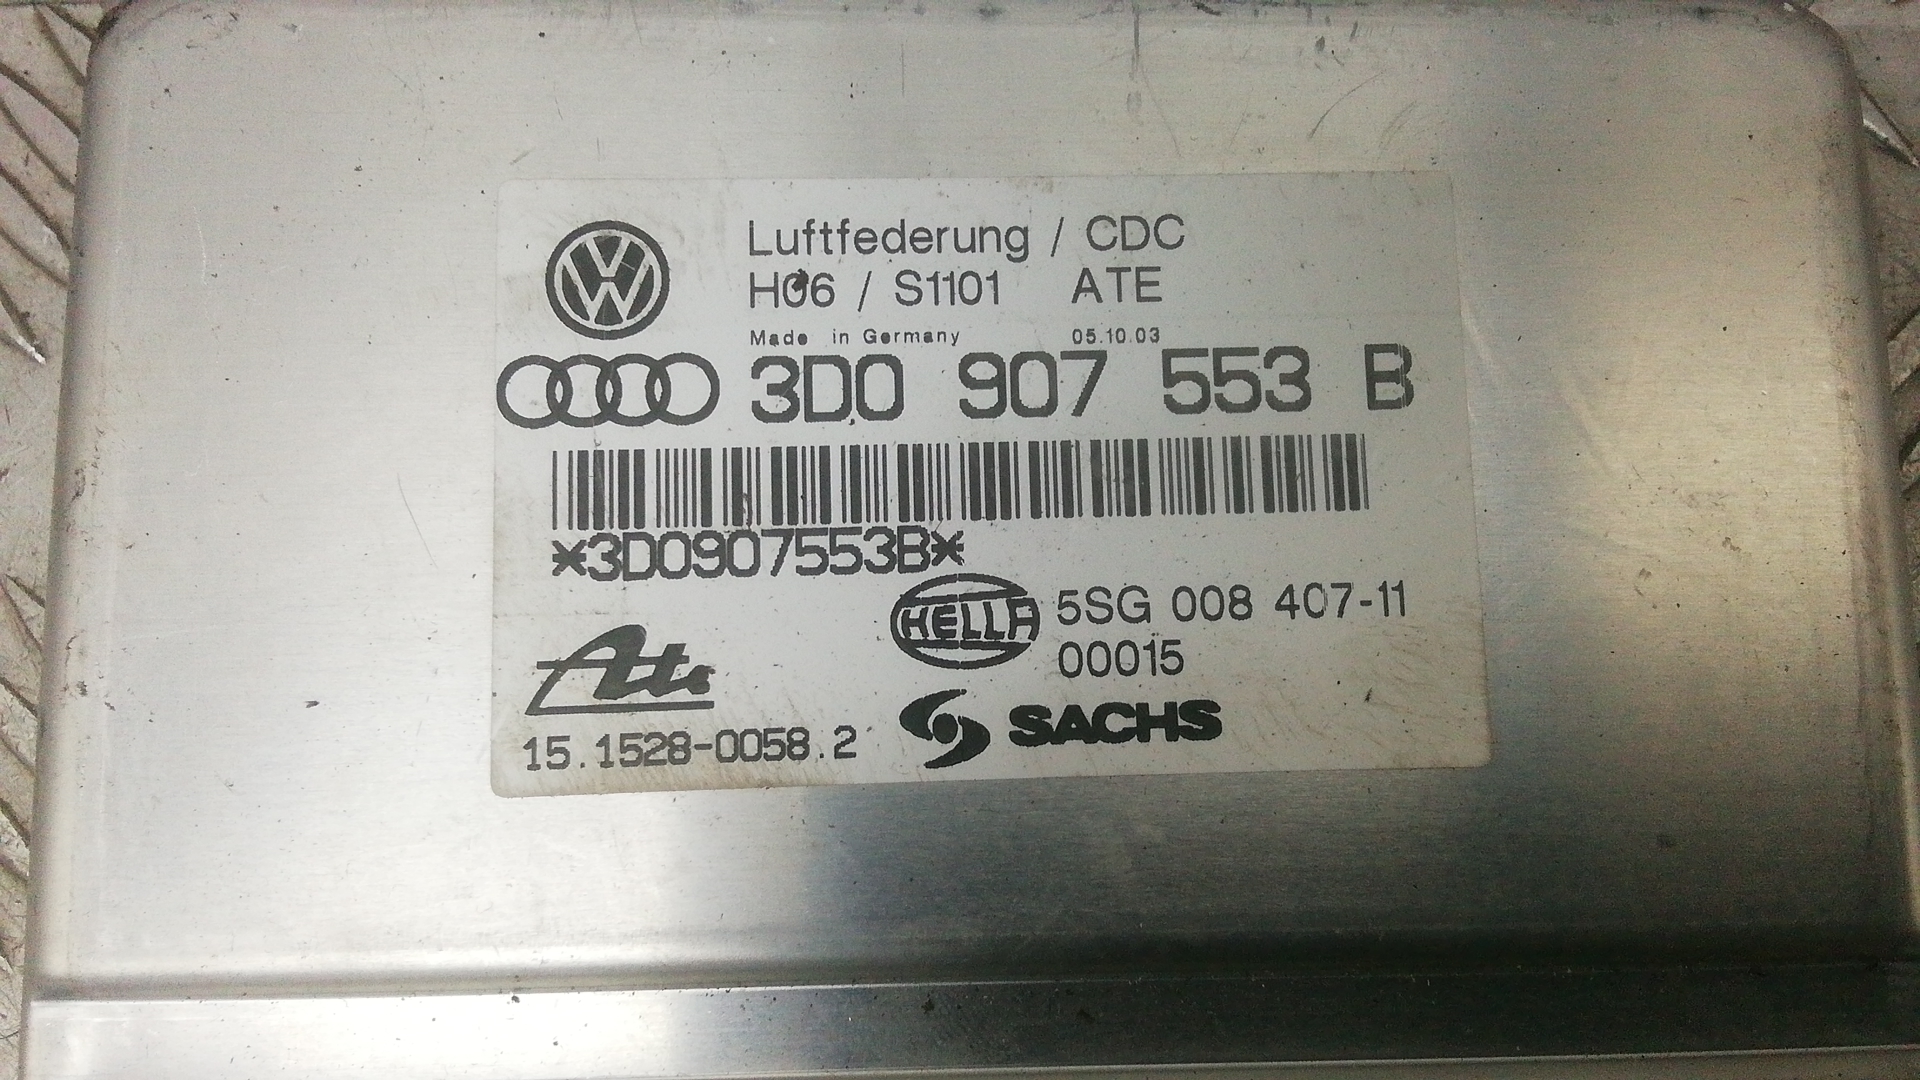 Luftfederung / CDC
H06 / S1101 ATE
Made in Germany 05.10.03
3D0 907 553 B
*3D0907553B*
HELLA 5SG 008 407-11
00015
Ate
SACHS
15.1528-0058.2